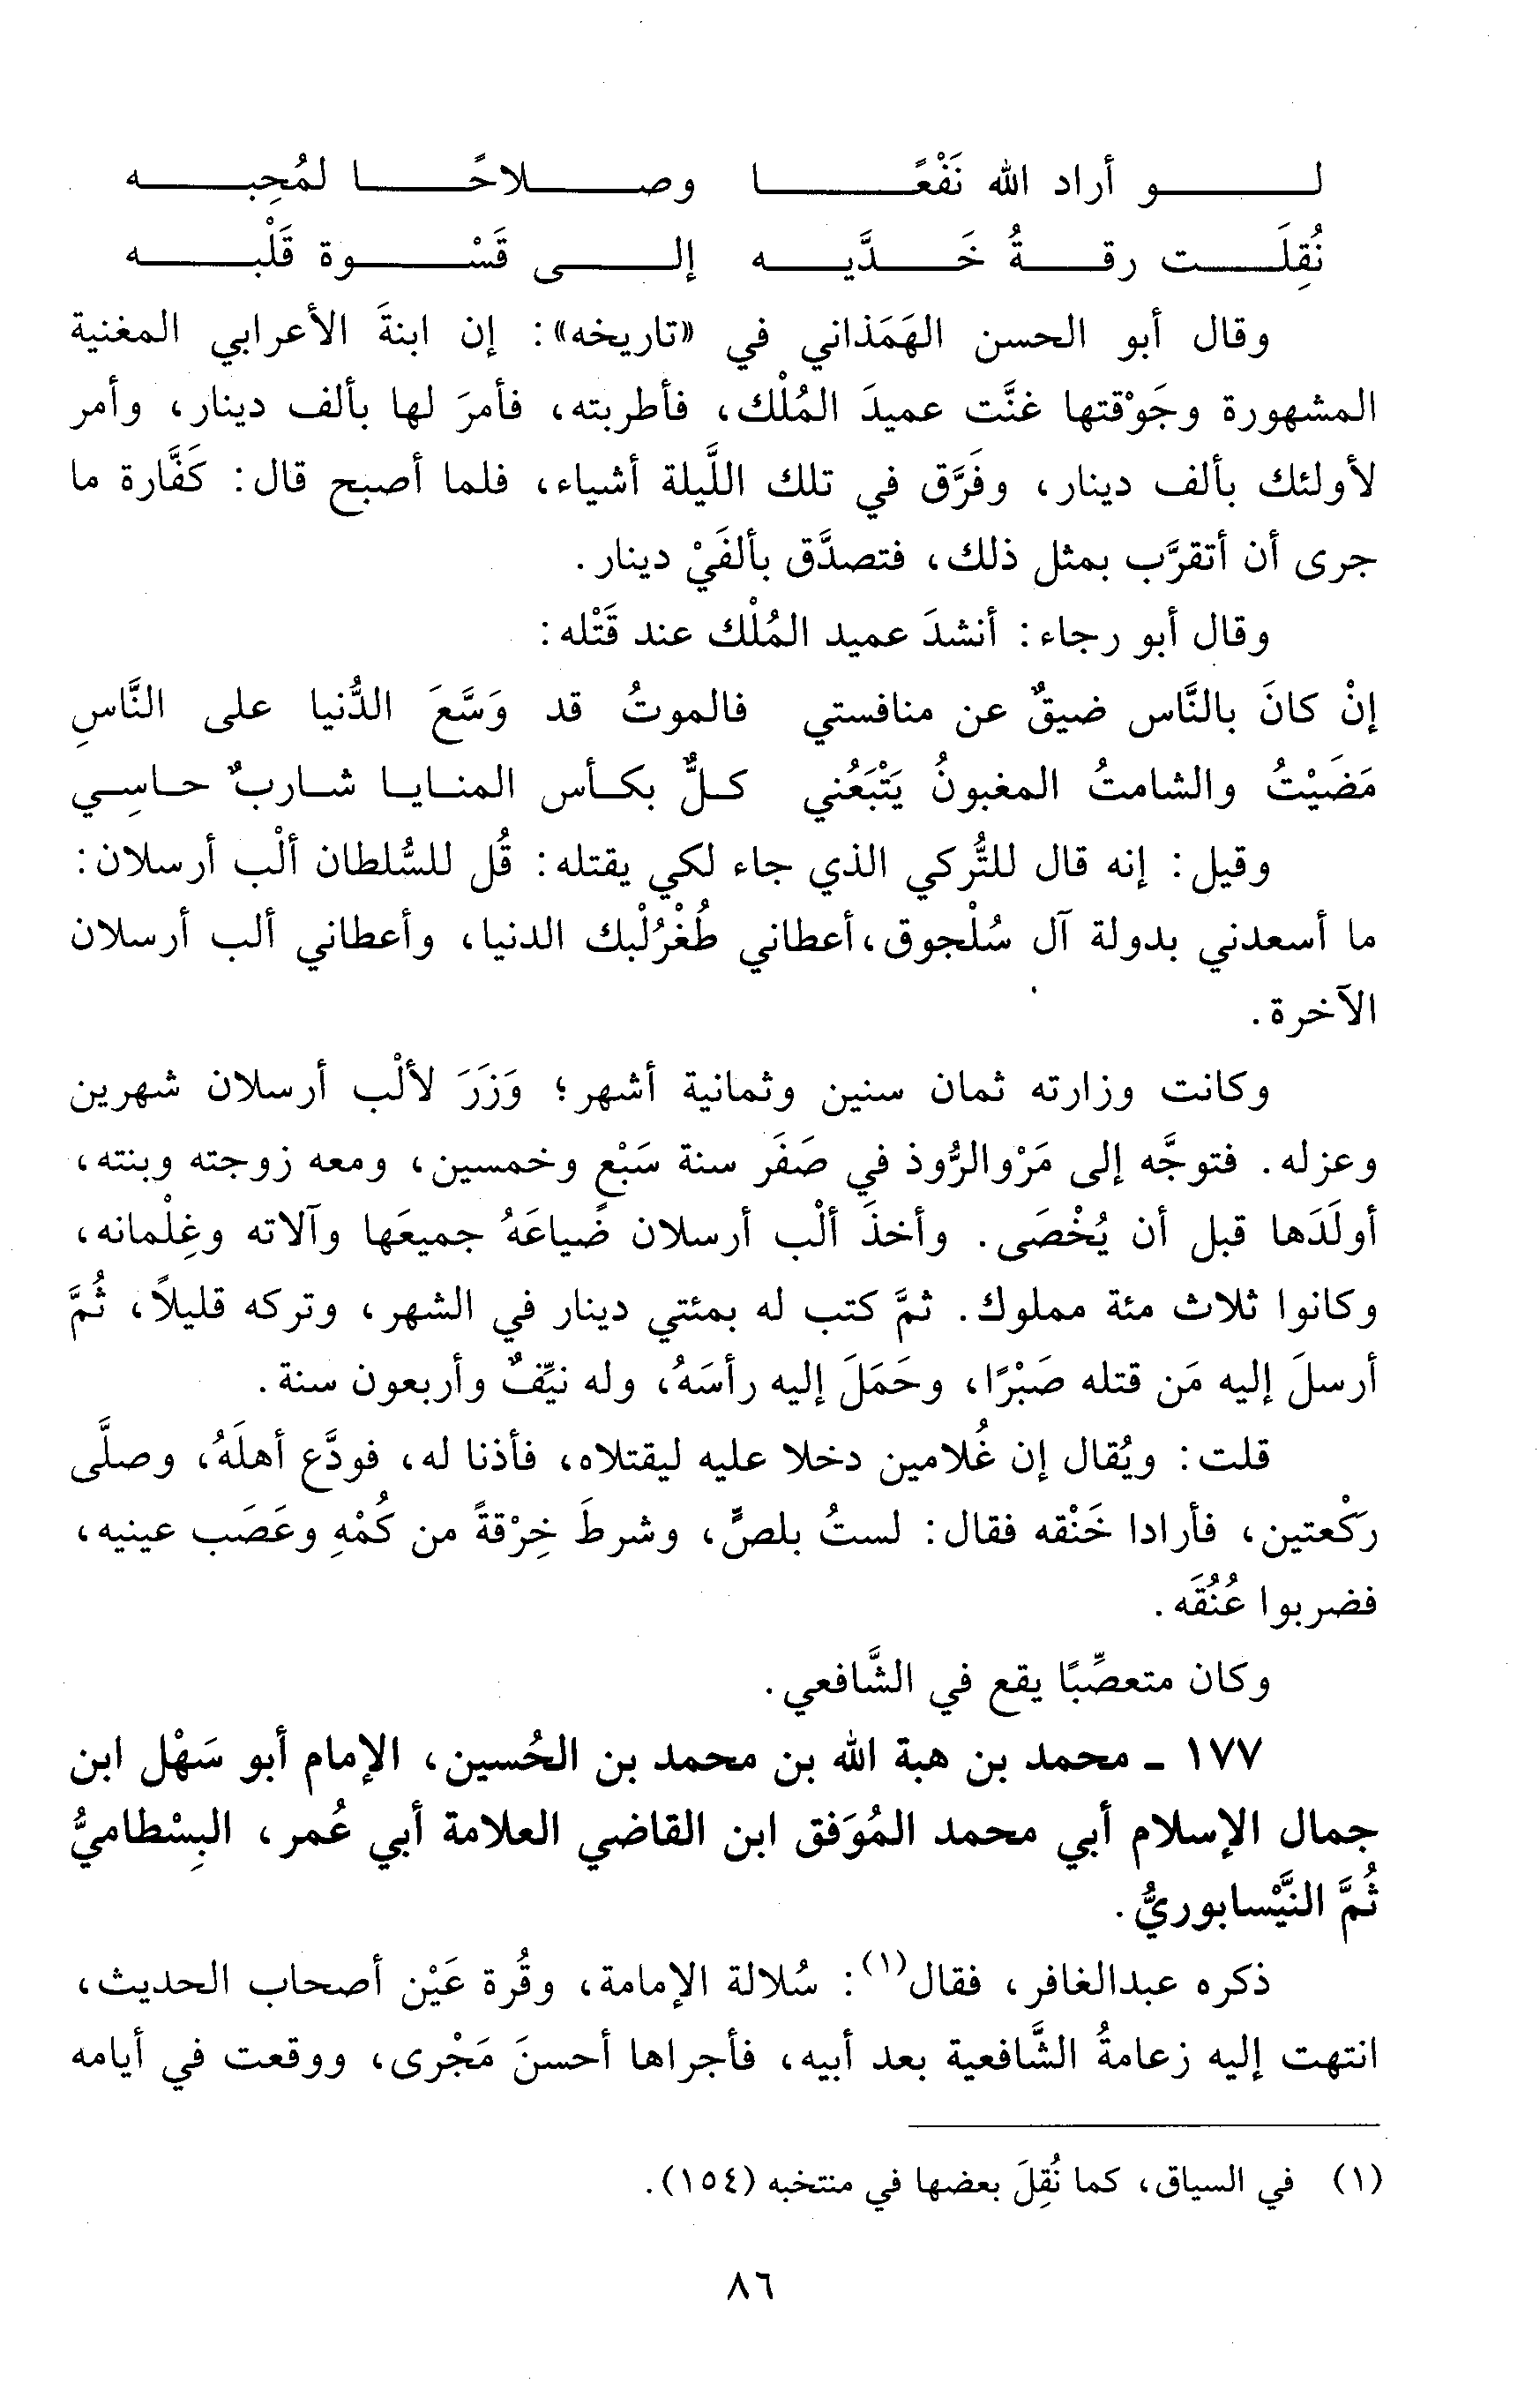 لو أراد الله نَفْعًا وصلاحًا لمُحِبه
نُقِلَت رقةُ خَدَّيه إلى قَسْوة قَلْبه
وقال أبو الحسن الهَمَذاني في «تاريخه»: إن ابنةَ الأعرابي المغنية
المشهورة وجَوْقتها غنَّت عميدَ المُلْك، فأطربته، فأمرَ لها بألف دينار، وأمر
لأولئك بألف دينار، وفَرَّق في تلك اللَّيلة أشياء، فلما أصبح قال: كَفَّارة ما
جرى أن أتقرَّب بمثل ذلك، فتصدَّق بألفَيْ دينار.
وقال أبو رجاء: أنشدَ عميد المُلْك عند قَتْله:
إنْ كانَ بالنَّاس ضيقٌ عن منافستي فالموتُ قد وَسَّعَ الدُّنيا على النَّاسِ
مَضَيْتُ والشامتُ المغبونُ يَتْبَعُني كلٌّ بكأس المنايا شاربٌ حاسِي
وقيل: إنه قال للتُّركي الذي جاء لكي يقتله: قُل للسُّلطان ألْب أرسلان:
ما أسعدني بدولة آل سُلْجوق، أعطاني طُغْرُلْبك الدنيا، وأعطاني ألب أرسلان
الآخرة.
وكانت وزارته ثمان سنين وثمانية أشهر؛ وَزَرَ لألْب أرسلان شهرين
وعزله. فتوجَّه إلى مَرْوالرُّوذ في صَفَر سنة سَبْع وخمسين، ومعه زوجته وبنته،
أولَدَها قبل أن يُخْصَى. وأخذَ ألْب أرسلان ضياعَهُ جميعَها وآلاته وغِلْمانه،
وكانوا ثلاث مئة مملوك. ثمَّ كتب له بمئتي دينار في الشهر، وتركه قليلاً، ثُمَّ
أرسلَ إليه مَن قتله صَبْرًا، وحَمَلَ إليه رأسَهُ، وله نيِّفٌ وأربعون سنة.
قلت: ويُقال إن غُلامين دخلا عليه ليقتلاه، فأذنا له، فودَّع أهلَهُ، وصلَّى
ركْعتين، فأرادا خَنْقه فقال: لستُ بلصٍّ، وشرطَ خِرْقةً من كُمْهِ وعَصَب عينيه،
فضربوا عُنُقَه.
وكان متعصِّبًا يقع في الشَّافعي.
١٧٧ ـ محمد بن هبة الله بن محمد بن الحُسين، الإمام أبو سَهْل ابن
جمال الإسلام أبي محمد المُوَفق ابن القاضي العلامة أبي عُمر، البِسْطاميُّ
ثُمَّ النَّيْسابوريُّ.
ذكره عبدالغافر، فقال(١): سُلالة الإمامة، وقُرة عَيْن أصحاب الحديث،
انتهت إليه زعامةُ الشَّافعية بعد أبيه، فأجراها أحسنَ مَجْرى، ووقعت في أيامه
(١) في السياق، كما نُقِلَ بعضها في منتخبه (١٥٤).
٨٦